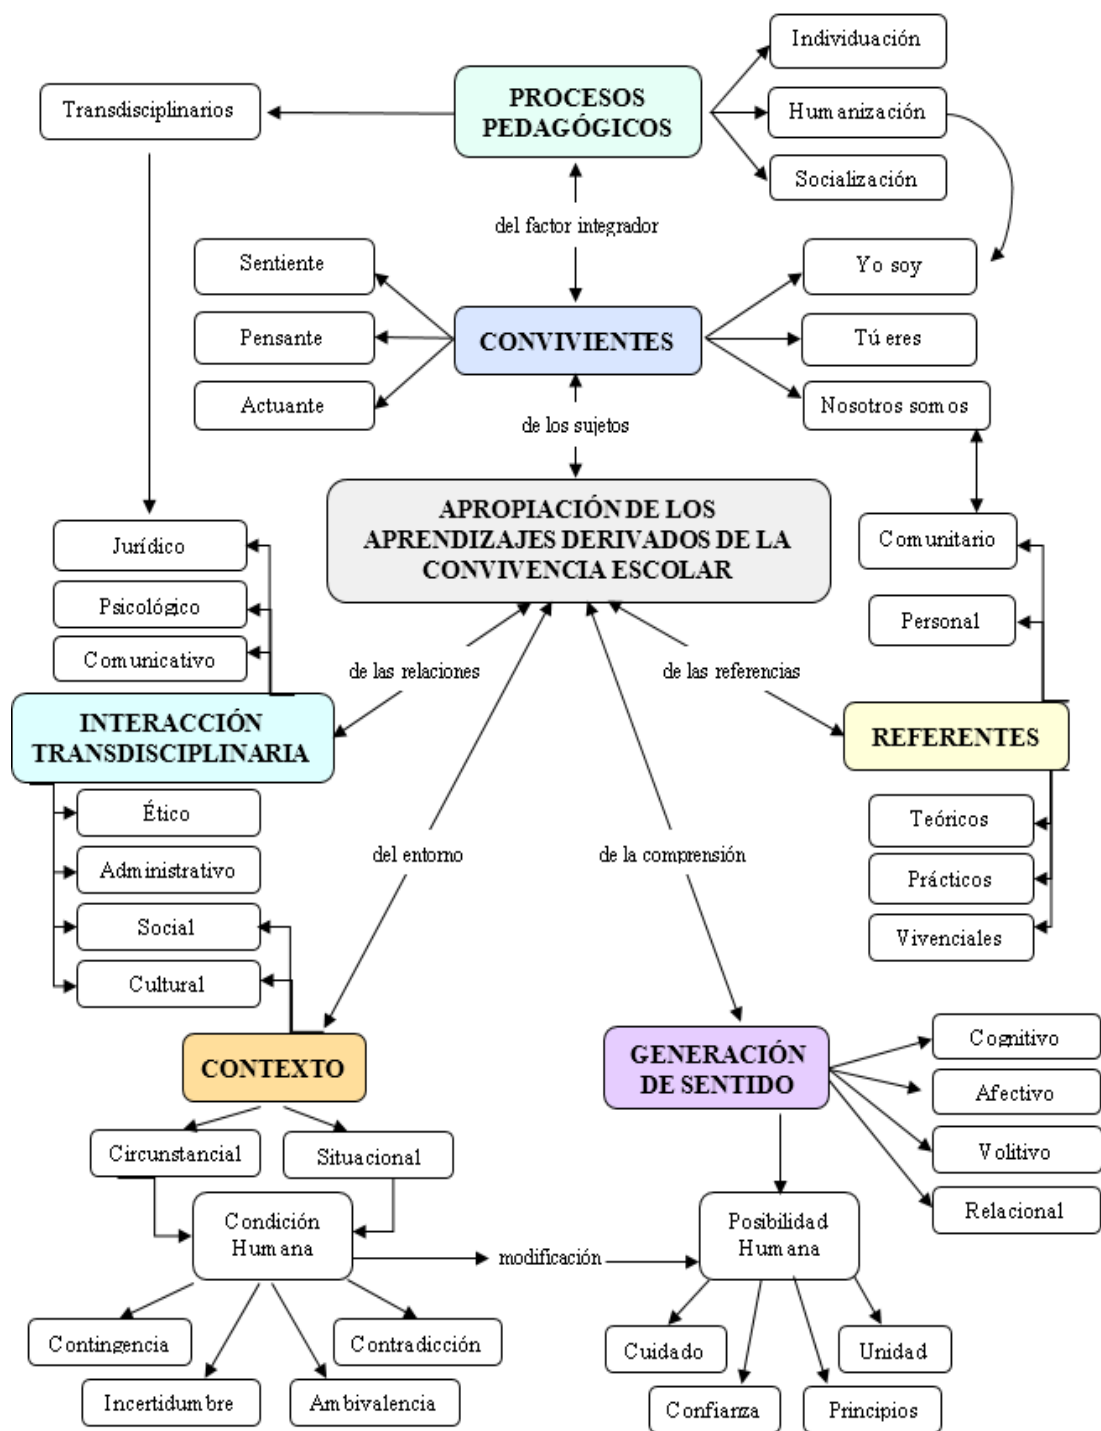 Individuación
Transdisciplinarios
PROCESOS
PEDAGÓGICOS
Humanización
Socialización
del factor integrador
Sentiente
Yo soy
Pensante
CONVIVIENTES
Tú eres
Actuante
Nosotros somos
de los sujetos
APROPIACIÓN DE LOS
APRENDIZAJES DERIVADOS DE LA
CONVIVENCIA ESCOLAR
Jurídico
Comunitario
Psicológico
Personal
Comunicativo
de las relaciones
de las referencias
INTERACCIÓN
TRANSDISCIPLINARIA
REFERENTES
Ético
Teóricos
Administrativo
del entorno
de la comprensión
Prácticos
Social
Vivenciales
Cultural
CONTEXTO
GENERACIÓN
DE SENTIDO
Cognitivo
Afectivo
Volitivo
Relacional
Circunstancial
Situacional
Condición
Humana
modificación
Posibilidad
Humana
Contingencia
Contradicción
Cuidado
Unidad
Incertidumbre
Ambivalencia
Confianza
Principios